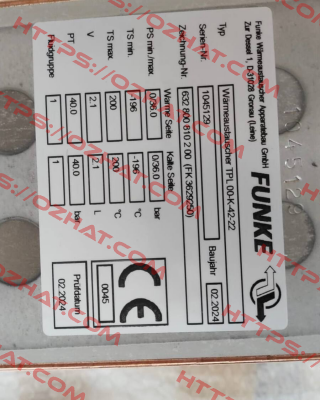 Funke Wärmeaustauscher Apparatebau GmbH
Zur Dessel 1, D-31028 Gronau (Leine)
FUNKE
Typ Wärmeaustauscher TPL 00-K-42-22
Serien-Nr. 1045129 Baujahr 02.2024
Zeichnung-Nr. 632 800 810 2 00 (FK3629250)
Warme Seite Kalte Seite
PS min./max. 0/36.0 0/36.0 bar
TS min. -196 -196 °C
TS max. 200 200 °C
V 2.1 2.1 L
PT 40.0 40.0 bar
Fluidgruppe 1 1
CE
0045
Prüfdatum
02.2024
HTTPS://OZHAT.COM